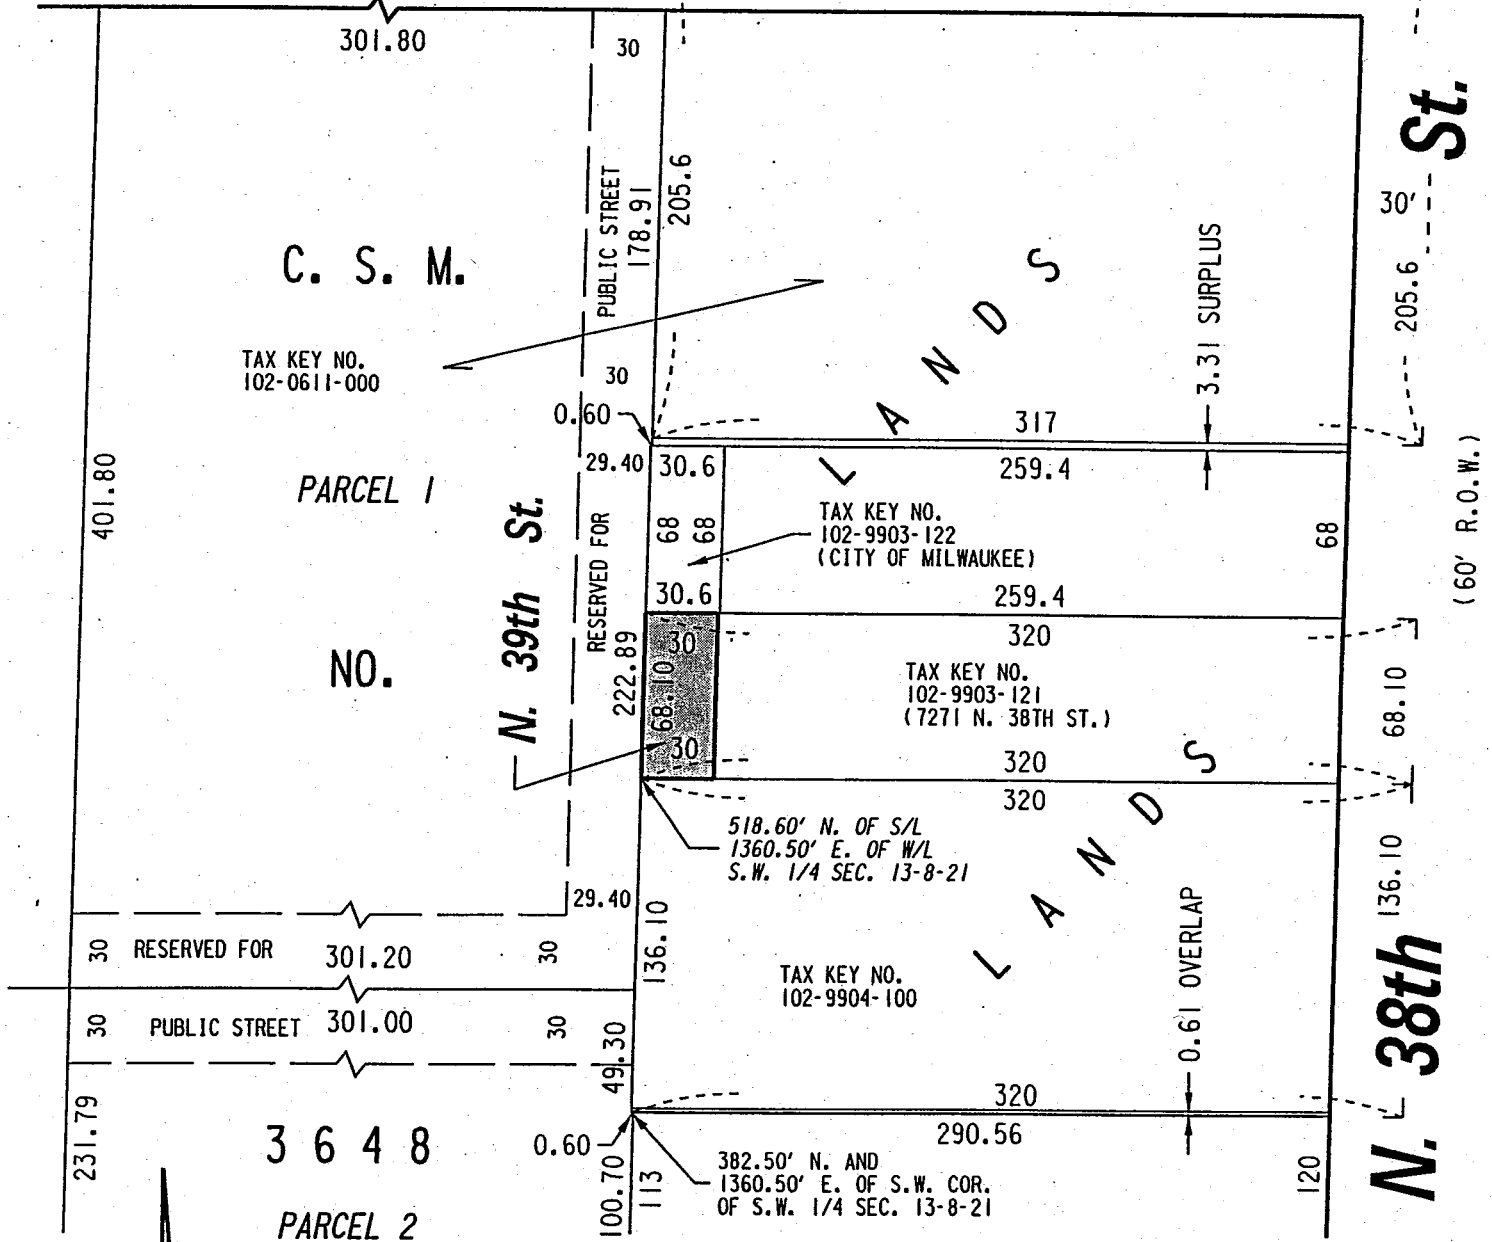 301.80
30
St.
PUBLIC STREET
178.91
205.6
30'
C. S. M.
3.31 SURPLUS
205.6
LANDS
TAX KEY NO.
102-0611-000
30
0.60
317
29.40
30.6
259.4
(60' R.O.W.)
401.80
PARCEL 1
N. 39th St.
RESERVED FOR
68
68
TAX KEY NO.
102-9903-122
(CITY OF MILWAUKEE)
68
30.6
259.4
222.89
30
320
NO.
68.10
TAX KEY NO.
102-9903-121
(7271 N. 38TH ST.)
68.10
30
320
320
518.60' N. OF S/L
1360.50' E. OF W/L
S.W. 1/4 SEC. 13-8-21
LANDS
29.40
136.10
136.10
30
RESERVED FOR
301.20
30
TAX KEY NO.
102-9904-100
0.61 OVERLAP
N. 38th
30
PUBLIC STREET
301.00
30
49.30
320
231.79
3648
0.60
290.56
382.50' N. AND
1360.50' E. OF S.W. COR.
OF S.W. 1/4 SEC. 13-8-21
100.70
113
120
PARCEL 2